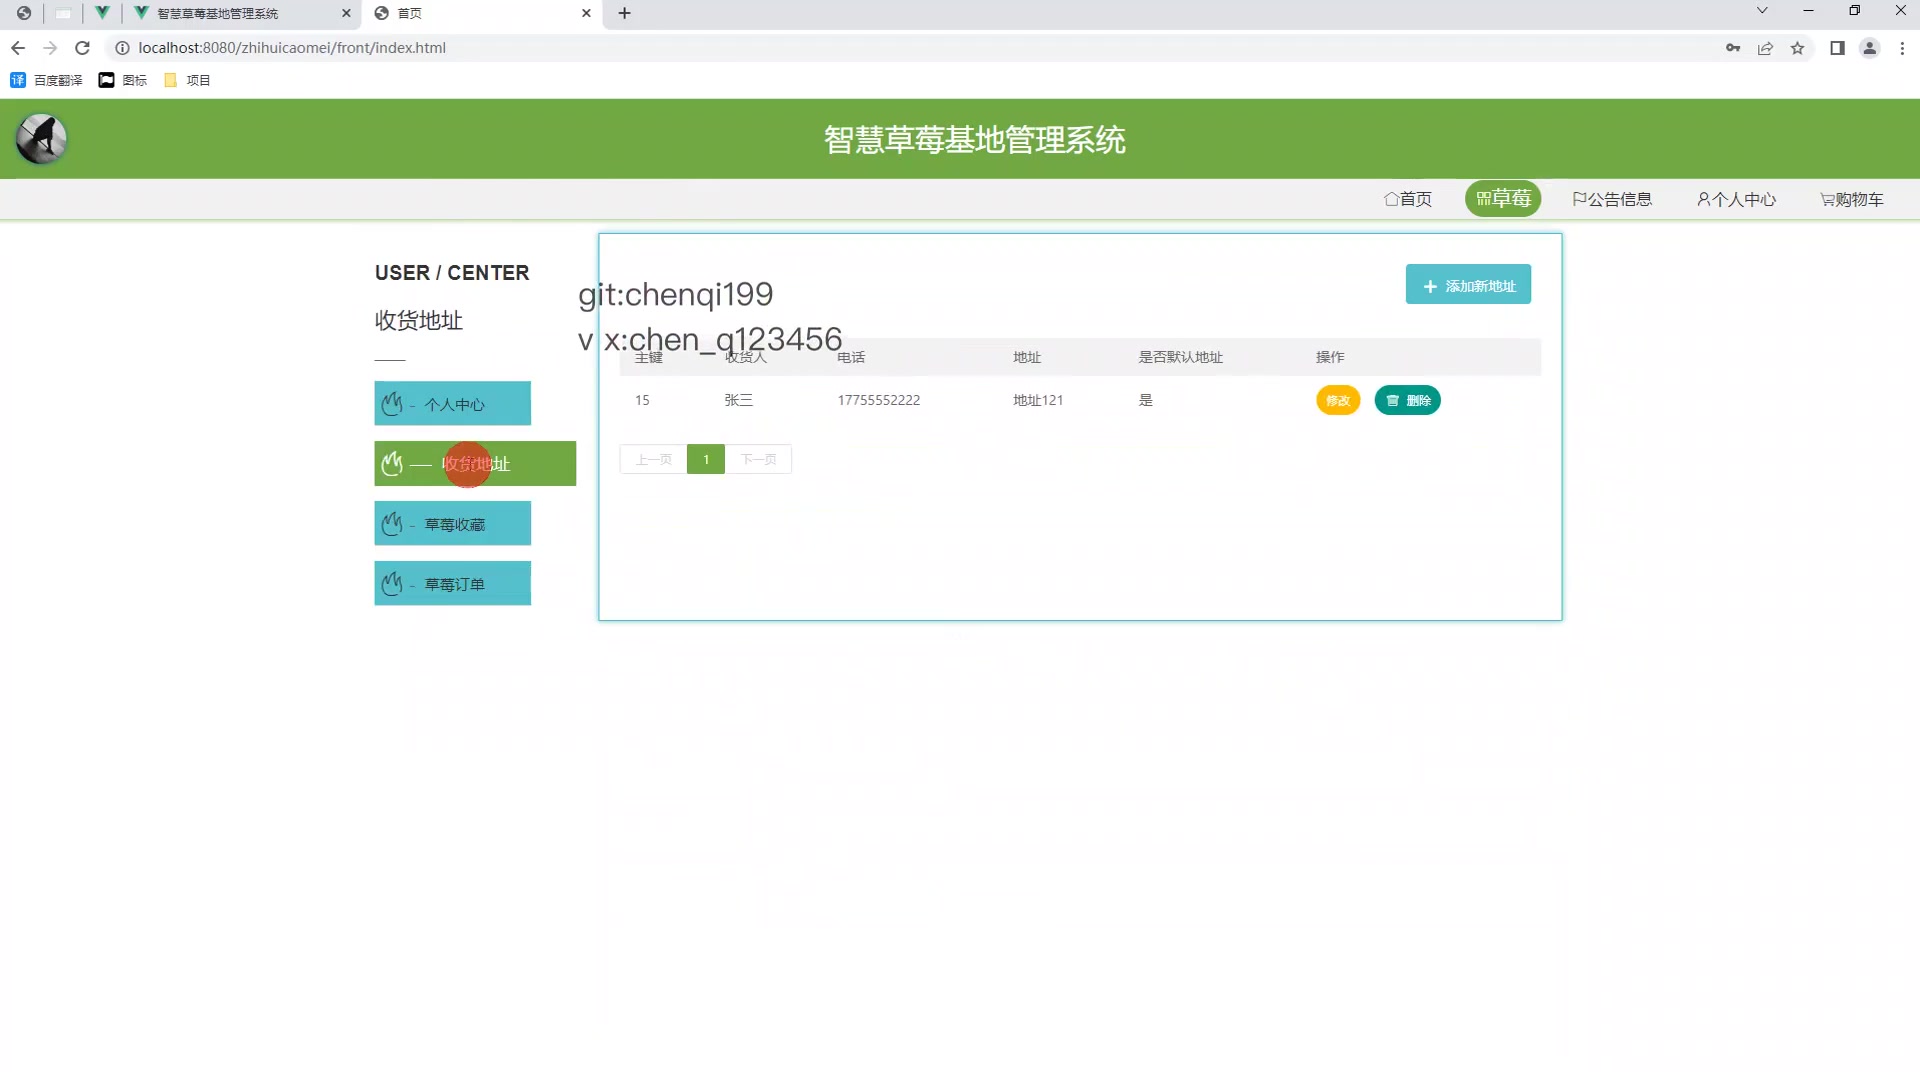 智慧草莓基地管理系统
首页
localhost:8080/zhihuicaomei/front/index.html
译 百度翻译 图标 项目
智慧草莓基地管理系统
首页 草莓 公告信息 个人中心 购物车
USER / CENTER
收货地址
git:chenqi199
v x:chen_q123456
添加新地址
主键 收货人 电话 地址 是否默认地址 操作
15 张三 17755552222 地址121 是 修改 删除
上一页 1 下一页
- 个人中心
收货地址
- 草莓收藏
- 草莓订单